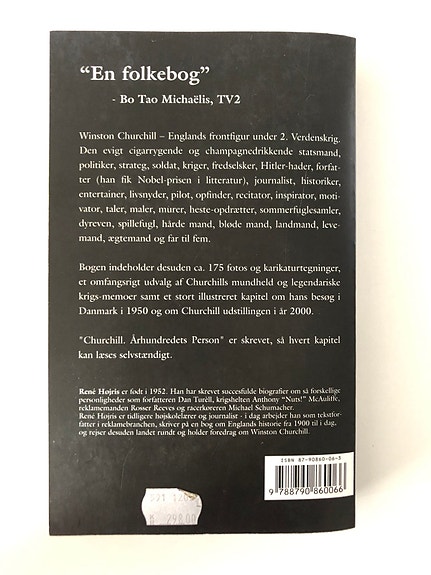 “En folkebog”
- Bo Tao Michaëlis, TV2
Winston Churchill – Englands frontfigur under 2. Verdenskrig.
Den evigt cigarrygende og champagnedrikkende statsmand,
politiker, strateg, soldat, kriger, fredselsker, Hitler-hader, forfat-
ter (han fik Nobel-prisen i litteratur), journalist, historiker,
entertainer, livsnyder, pilot, opfinder, recitator, inspirator, moti-
vator, taler, maler, murer, heste-opdrætter, sommerfuglesamler,
dyreven, spillefugl, hårde mand, bløde mand, landmand, leve-
mand, ægtemand og far til fem.
Bogen indeholder desuden ca. 175 fotos og karikaturtegninger,
et omfangsrigt udvalg af Churchills mundheld og legendariske
krigs-memoer samt et stort illustreret kapitel om hans besøg i
Danmark i 1950 og om Churchill udstillingen i år 2000.
"Churchill. Århundredets Person" er skrevet, så hvert kapitel
kan læses selvstændigt.
René Højris er født i 1952. Han har skrevet succesfulde biografier om så forskellige
personligheder som forfatteren Dan Turèll, krigshelten Anthony “Nuts!” McAuliffe,
reklamemanden Rosser Reeves og racerkøreren Michael Schumacher.
René Højris er tidligere højskolelærer og journalist - i dag arbejder han som tekstfor-
fatter i reklamebranchen, skriver på en bog om Englands historie fra 1900 til i dag,
og rejser desuden landet rundt og holder foredrag om Winston Churchill.
ISBN 87-90860-06-3
9 788790 860066